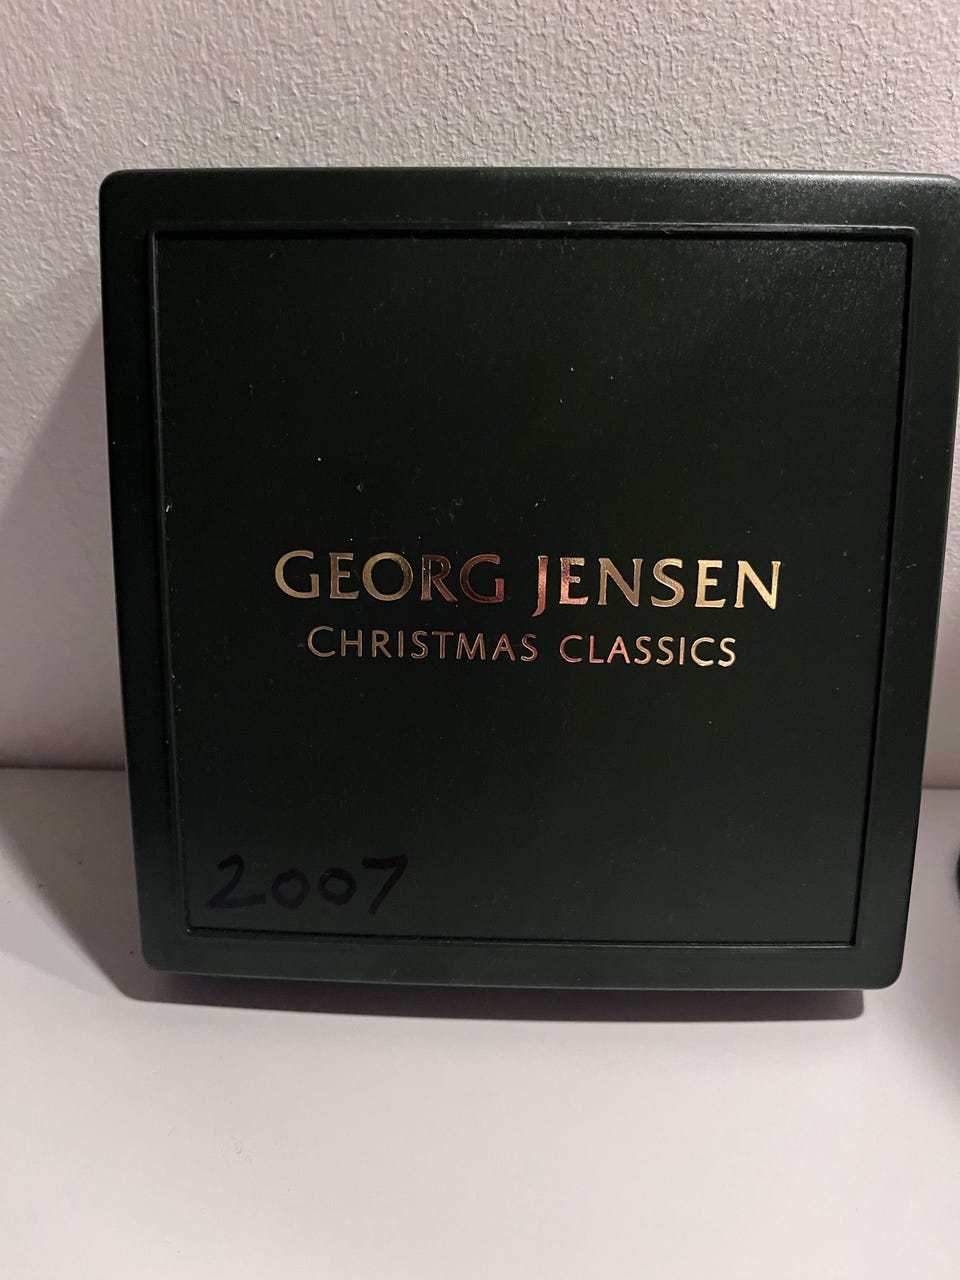 GEORG JENSEN
CHRISTMAS CLASSICS
2007